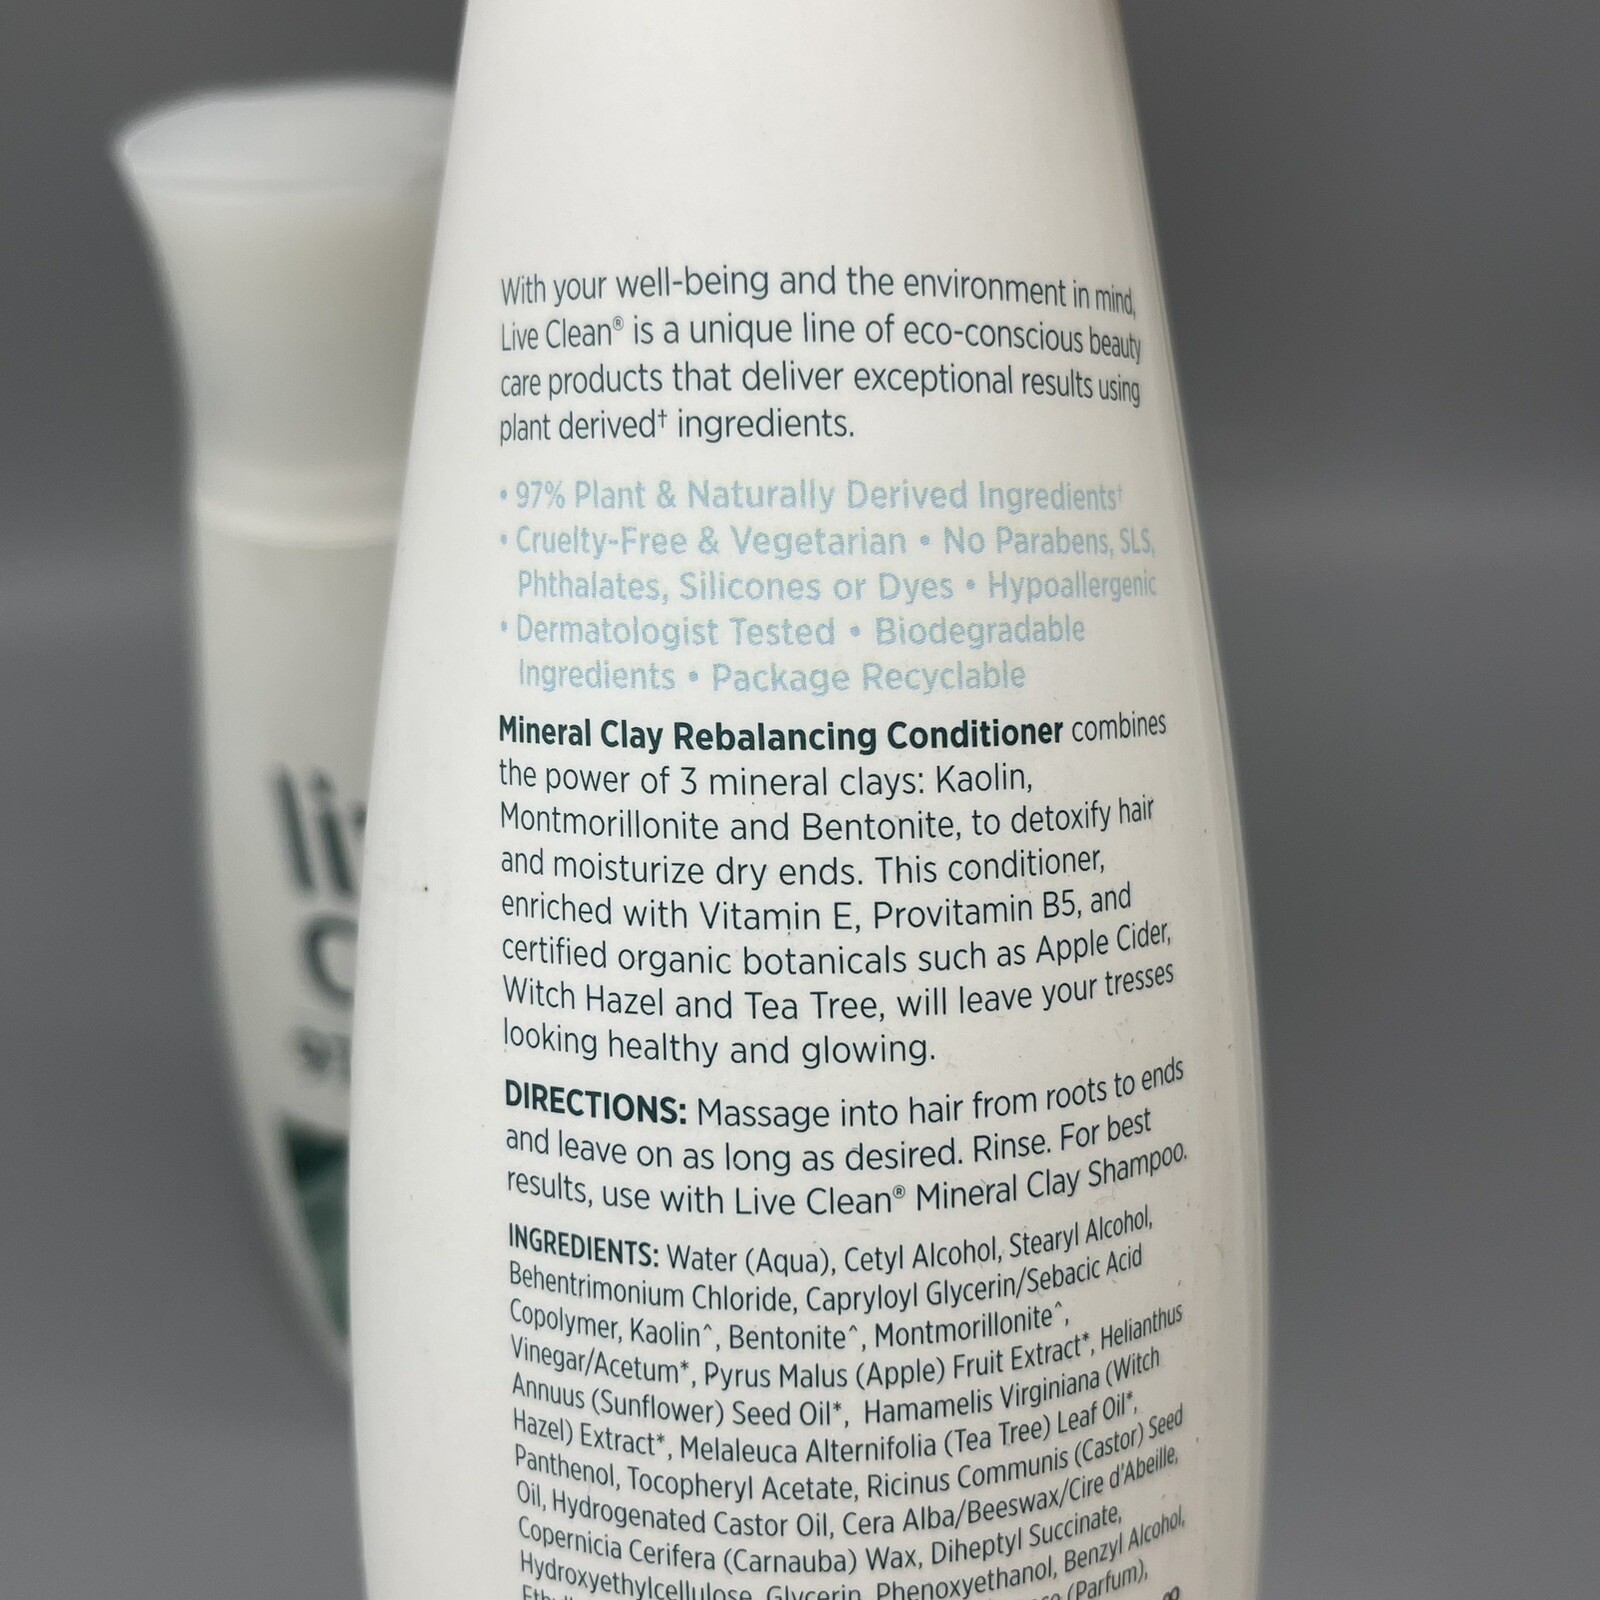 With your well-being and the environment in mind,
Live Clean® is a unique line of eco-conscious beauty
care products that deliver exceptional results using
plant derived† ingredients.
• 97% Plant & Naturally Derived Ingredients†
• Cruelty-Free & Vegetarian • No Parabens, SLS,
Phthalates, Silicones or Dyes • Hypoallergenic
• Dermatologist Tested • Biodegradable
Ingredients • Package Recyclable
Mineral Clay Rebalancing Conditioner combines
the power of 3 mineral clays: Kaolin,
Montmorillonite and Bentonite, to detoxify hair
and moisturize dry ends. This conditioner,
enriched with Vitamin E, Provitamin B5, and
certified organic botanicals such as Apple Cider,
Witch Hazel and Tea Tree, will leave your tresses
looking healthy and glowing.
DIRECTIONS: Massage into hair from roots to ends
and leave on as long as desired. Rinse. For best
results, use with Live Clean® Mineral Clay Shampoo.
INGREDIENTS: Water (Aqua), Cetyl Alcohol, Stearyl Alcohol,
Behentrimonium Chloride, Capryloyl Glycerin/Sebacic Acid
Copolymer, Kaolin^, Bentonite^, Montmorillonite^,
Vinegar/Acetum*, Pyrus Malus (Apple) Fruit Extract*, Helianthus
Annuus (Sunflower) Seed Oil*, Hamamelis Virginiana (Witch
Hazel) Extract*, Melaleuca Alternifolia (Tea Tree) Leaf Oil*,
Panthenol, Tocopheryl Acetate, Ricinus Communis (Castor) Seed
Oil, Hydrogenated Castor Oil, Cera Alba/Beeswax/Cire d'Abeille,
Copernicia Cerifera (Carnauba) Wax, Diheptyl Succinate,
Hydroxyethylcellulose, Glycerin, Phenoxyethanol, Benzyl Alcohol,
(Parfum),